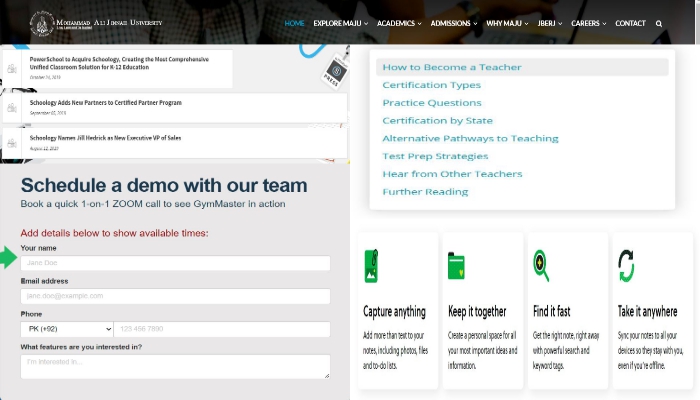 MOHAMMAD ALI JINNAH UNIVERSITY
HOME EXPLORE MAJU ACADEMICS ADMISSIONS WHY MAJU JBERJ CAREERS CONTACT
PowerSchool to Acquire Schoology, Creating the Most Comprehensive
Unified Classroom Solution for K-12 Education
Schoology Adds New Partners to Certified Partner Program
Schoology Names Jill Hedrick as New Executive VP of Sales
PRESS
How to Become a Teacher
Certification Types
Practice Questions
Certification by State
Alternative Pathways to Teaching
Test Prep Strategies
Hear from Other Teachers
Further Reading
Schedule a demo with our team
Book a quick 1-on-1 ZOOM call to see GymMaster in action
Add details below to show available times:
Your name
Jane Doe
Email address
jane.doe@example.com
Phone
PK (+92) 123 456 7890
What features are you interested in?
I'm interested in...
Capture anything
Add more than text to your
notes, including photos, files
and to-do lists.
Keep it together
Create a personal space for all
your most important ideas and
information.
Find it fast
Get the right note, right away
with powerful search and
keyword tags.
Take it anywhere
Sync your notes to all your
devices so they stay with you,
even if you're offline.